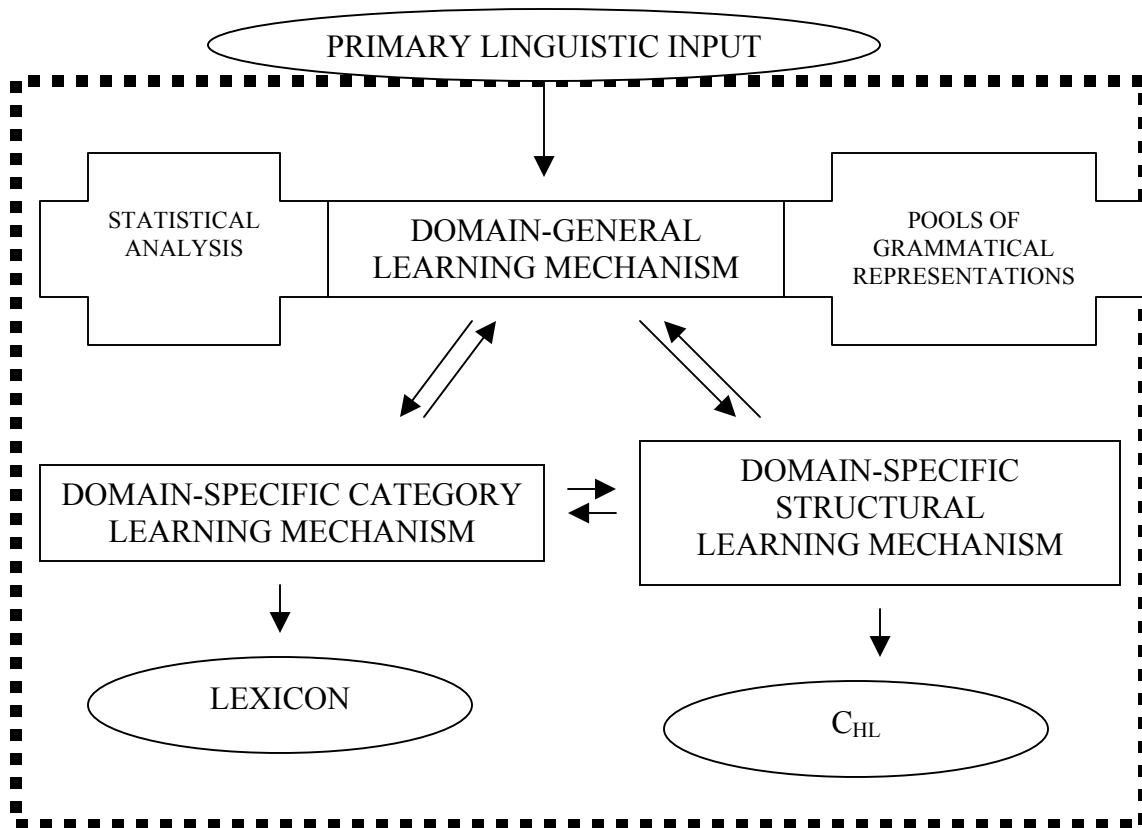 PRIMARY LINGUISTIC INPUT
STATISTICAL
ANALYSIS
DOMAIN-GENERAL
LEARNING MECHANISM
POOLS OF
GRAMMATICAL
REPRESENTATIONS
DOMAIN-SPECIFIC CATEGORY
LEARNING MECHANISM
DOMAIN-SPECIFIC
STRUCTURAL
LEARNING MECHANISM
LEXICON
CHL